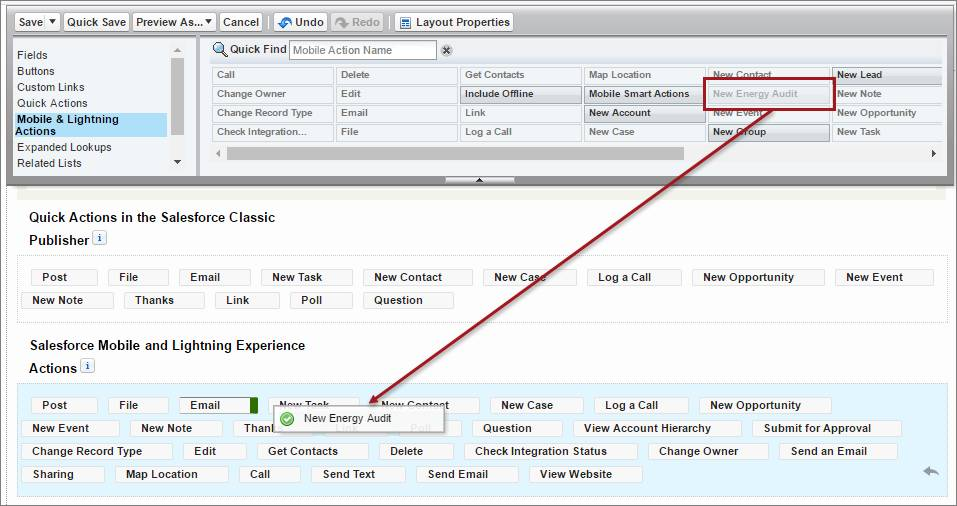 Save Quick Save Preview As... Cancel Undo Redo Layout Properties
Fields
Buttons
Custom Links
Quick Actions
Mobile & Lightning
Actions
Expanded Lookups
Related Lists
Quick Find Mobile Action Name
Call Delete Get Contacts Map Location New Contact New Lead
Change Owner Edit Include Offline Mobile Smart Actions New Energy Audit New Note
Change Record Type Email Link New Account New Event New Opportunity
Check Integration... File Log a Call New Case New Group New Task
Quick Actions in the Salesforce Classic
Publisher i
Post File Email New Task New Contact New Case Log a Call New Opportunity New Event
New Note Thanks Link Poll Question
Salesforce Mobile and Lightning Experience
Actions i
Post File Email New Task New Contact New Case Log a Call New Opportunity
New Energy Audit
New Event New Note Thanks Link Poll Question View Account Hierarchy Submit for Approval
Change Record Type Edit Get Contacts Delete Check Integration Status Change Owner Send an Email
Sharing Map Location Call Send Text Send Email View Website